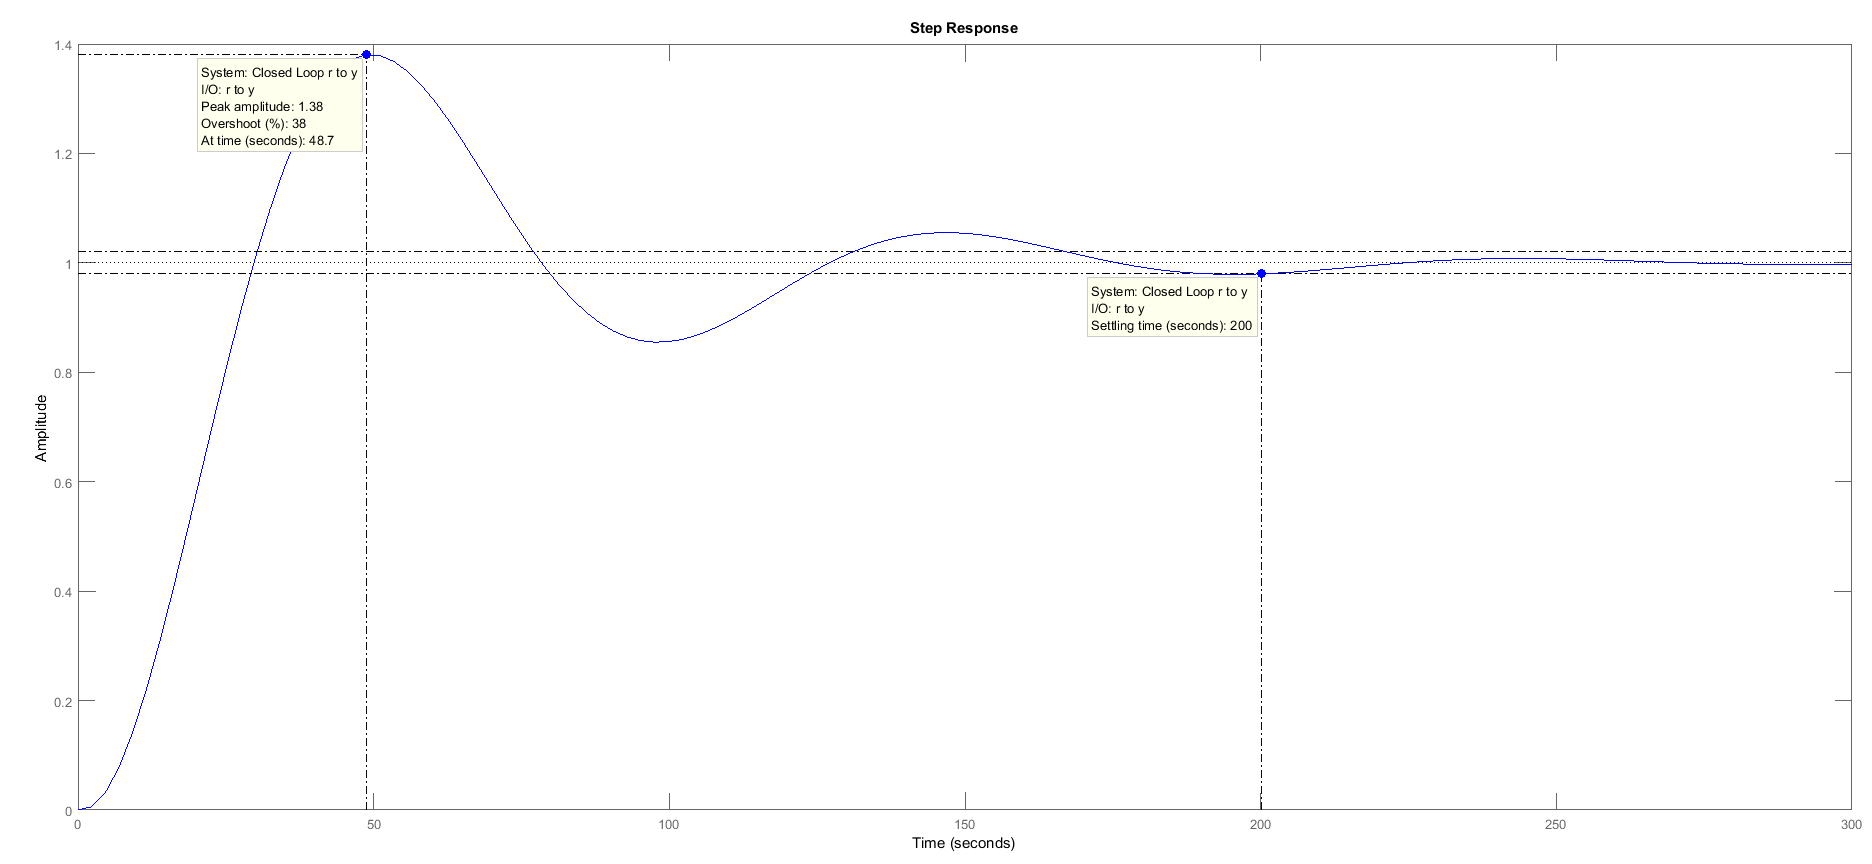 Step Response
1.4
System: Closed Loop r to y
I/O: r to y
Peak amplitude: 1.38
Overshoot (%): 38
At time (seconds): 48.7
1.2
1
System: Closed Loop r to y
I/O: r to y
Settling time (seconds): 200
0.8
Amplitude
0.6
0.4
0.2
0
0 50 100 150 200 250 300
Time (seconds)